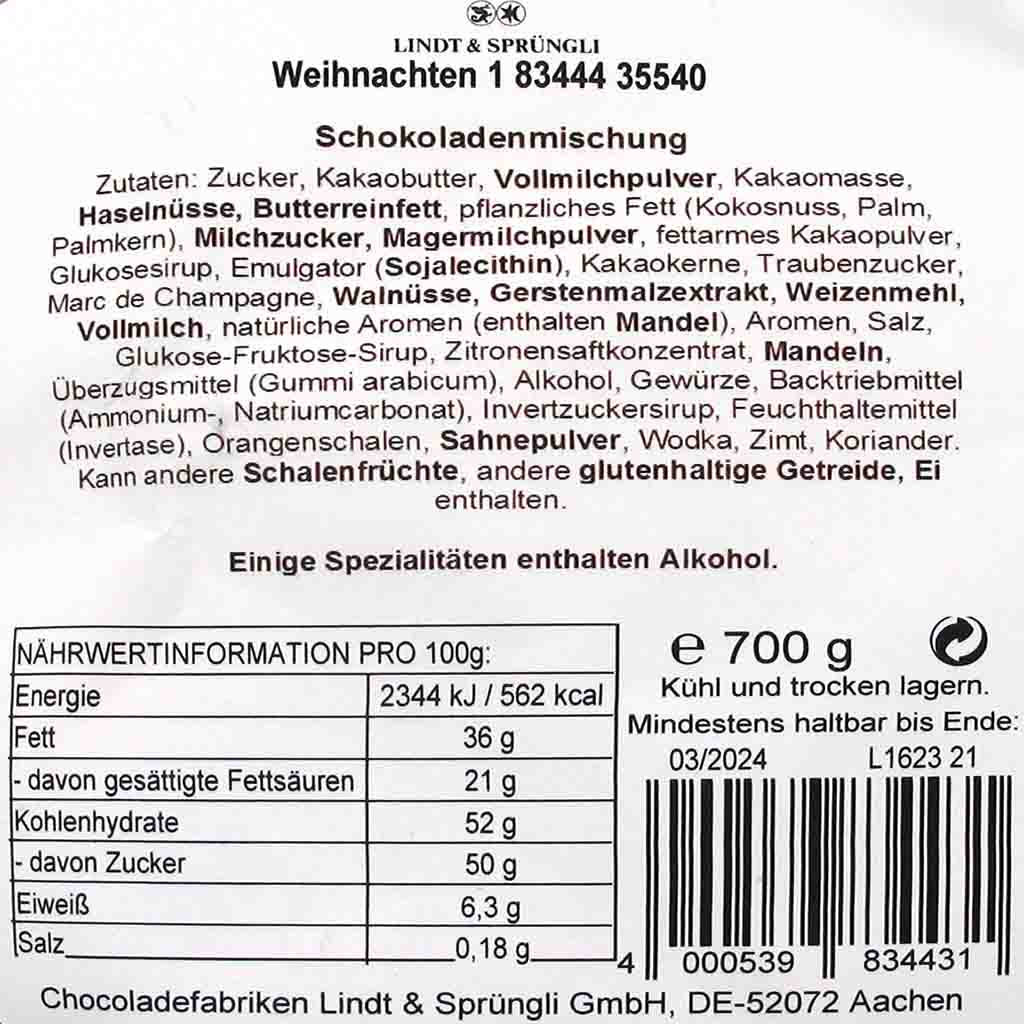 LINDT & SPRÜNGLI
Weihnachten 1 83444 35540
Schokoladenmischung
Zutaten: Zucker, Kakaobutter, Vollmilchpulver, Kakaomasse,
Haselnüsse, Butterreinfett, pflanzliches Fett (Kokosnuss, Palm,
Palmkern), Milchzucker, Magermilchpulver, fettarmes Kakaopulver,
Glukosesirup, Emulgator (Sojalecithin), Kakaokerne, Traubenzucker,
Marc de Champagne, Walnüsse, Gerstenmalzextrakt, Weizenmehl,
Vollmilch, natürliche Aromen (enthalten Mandel), Aromen, Salz,
Glukose-Fruktose-Sirup, Zitronensaftkonzentrat, Mandeln,
Überzugsmittel (Gummi arabicum), Alkohol, Gewürze, Backtriebmittel
(Ammonium-, Natriumcarbonat), Invertzuckersirup, Feuchthaltemittel
(Invertase), Orangenschalen, Sahnepulver, Wodka, Zimt, Koriander.
Kann andere Schalenfrüchte, andere glutenhaltige Getreide, Ei
enthalten.
Einige Spezialitäten enthalten Alkohol.
NÄHRWERTINFORMATION PRO 100g:
Energie 2344 kJ / 562 kcal
Fett 36 g
- davon gesättigte Fettsäuren 21 g
Kohlenhydrate 52 g
- davon Zucker 50 g
Eiweiß 6,3 g
Salz 0,18 g
e 700 g
Kühl und trocken lagern.
Mindestens haltbar bis Ende:
03/2024 L1623 21
4 000539 834431
Chocoladefabriken Lindt & Sprüngli GmbH, DE-52072 Aachen